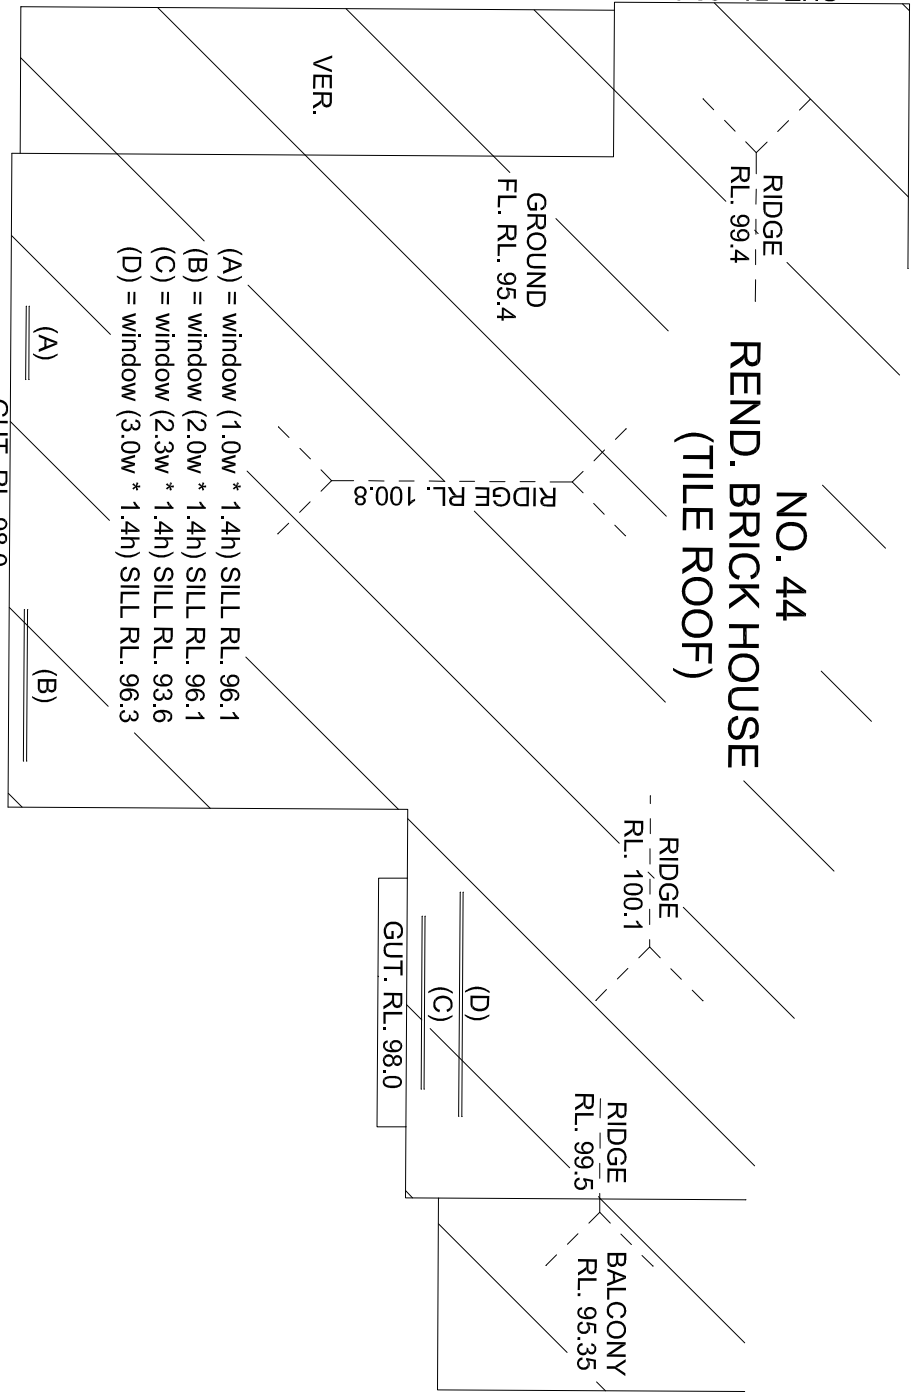 NO. 44
REND. BRICK HOUSE
(TILE ROOF)
RIDGE
RL. 99.4
VER.
GROUND
FL. RL. 95.4
RIDGE RL. 100.8
RIDGE
RL. 100.1
RIDGE
RL. 99.5
BALCONY
RL. 95.35
(D)
(C)
GUT. RL. 98.0
(A) = window (1.0w * 1.4h) SILL RL. 96.1
(B) = window (2.0w * 1.4h) SILL RL. 96.1
(C) = window (2.3w * 1.4h) SILL RL. 93.6
(D) = window (3.0w * 1.4h) SILL RL. 96.3
(A)
(B)
GUT. RL.